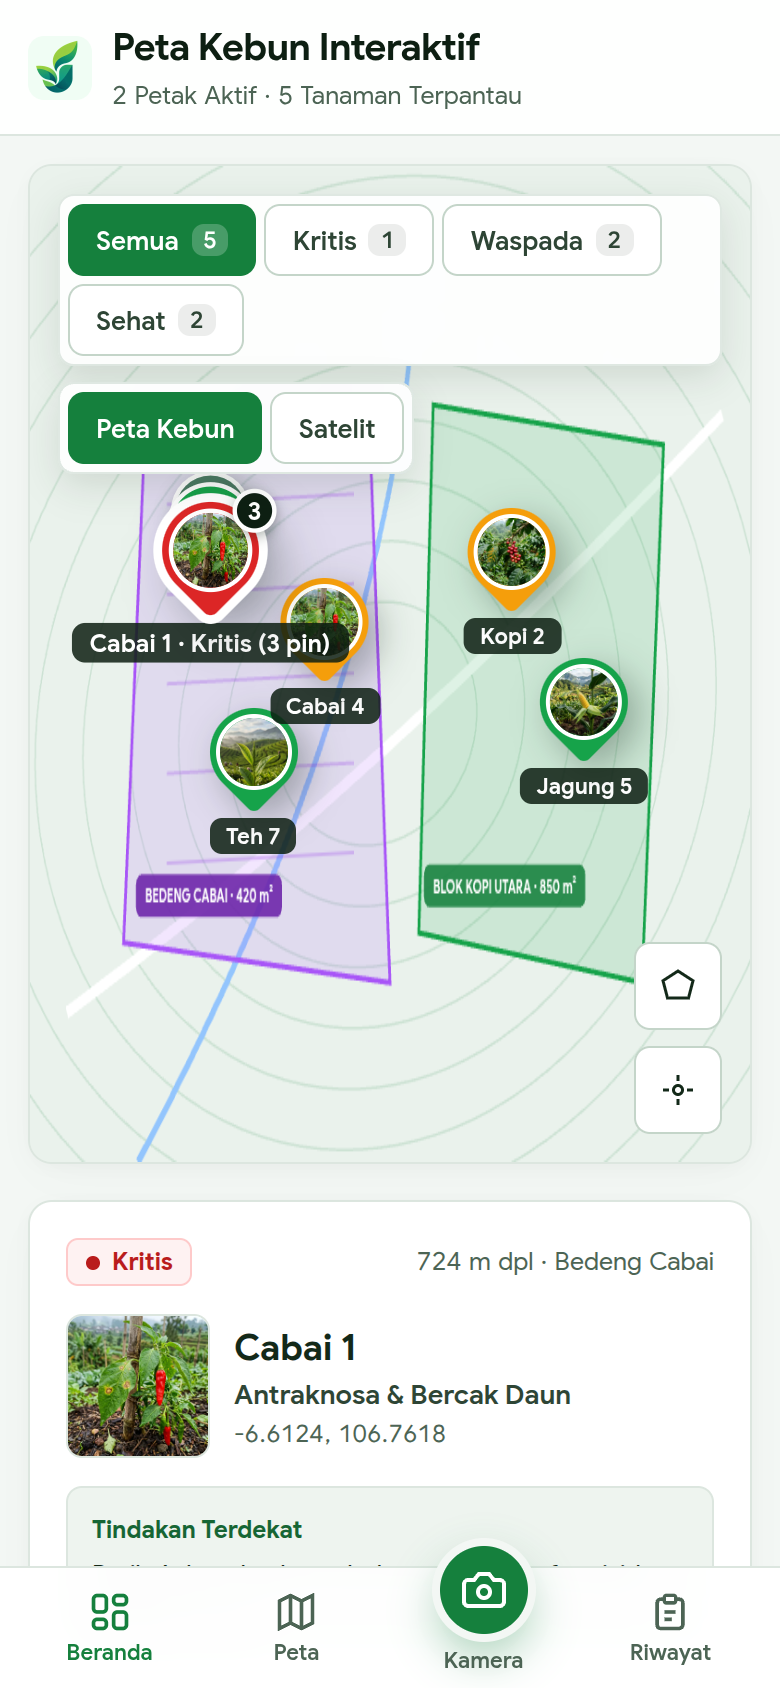 Peta Kebun Interaktif
2 Petak Aktif · 5 Tanaman Terpantau
Semua 5
Kritis 1
Waspada 2
Sehat 2
Peta Kebun
Satelit
3
Cabai 1 · Kritis (3 pin)
Kopi 2
Cabai 4
Jagung 5
Teh 7
BEDENG CABAI · 420 m²
BLOK KOPI UTARA · 850 m²
Kritis
724 m dpl · Bedeng Cabai
Cabai 1
Antraknosa & Bercak Daun
-6.6124, 106.7618
Tindakan Terdekat
Beranda
Peta
Kamera
Riwayat